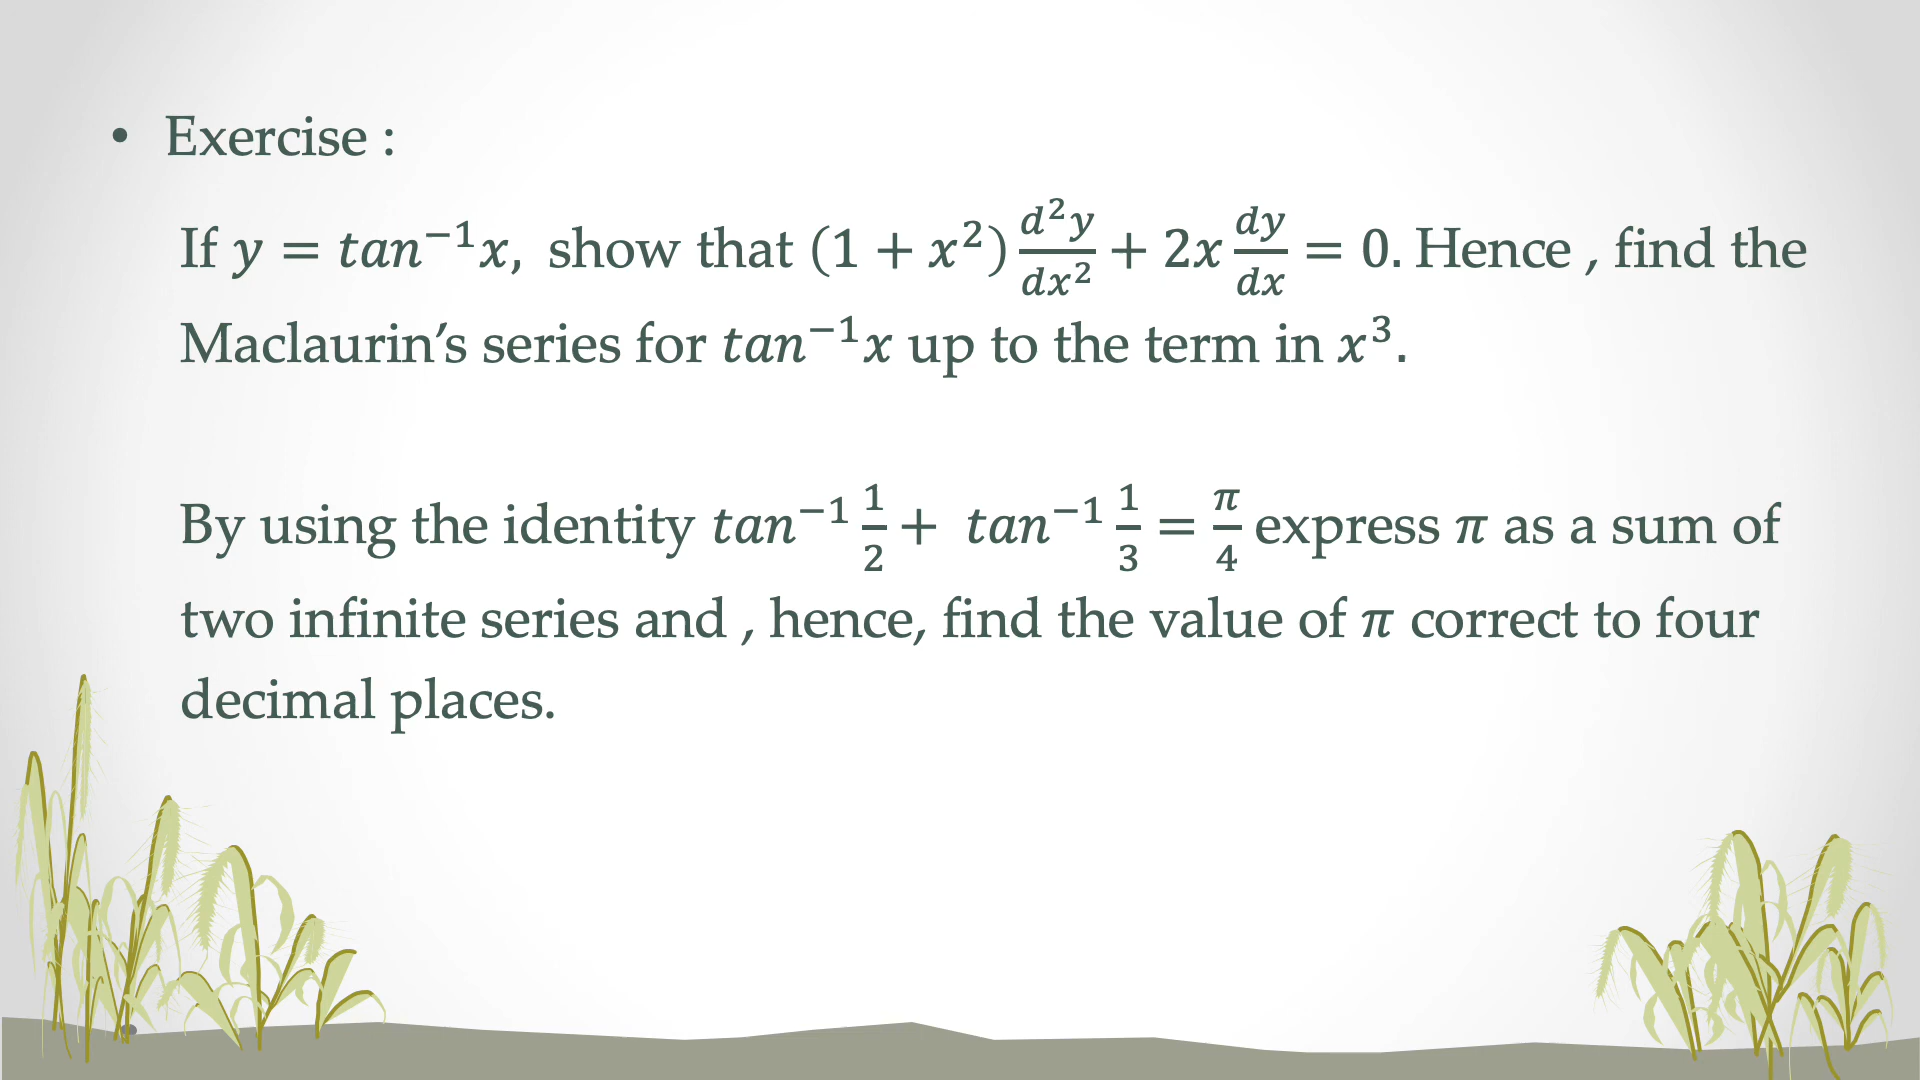 • Exercise :
If y = tan⁻¹x, show that (1 + x²) d²y/dx² + 2x dy/dx = 0. Hence , find the
Maclaurin’s series for tan⁻¹x up to the term in x³.
By using the identity tan⁻¹ 1/2 + tan⁻¹ 1/3 = π/4 express π as a sum of
two infinite series and , hence, find the value of π correct to four
decimal places.